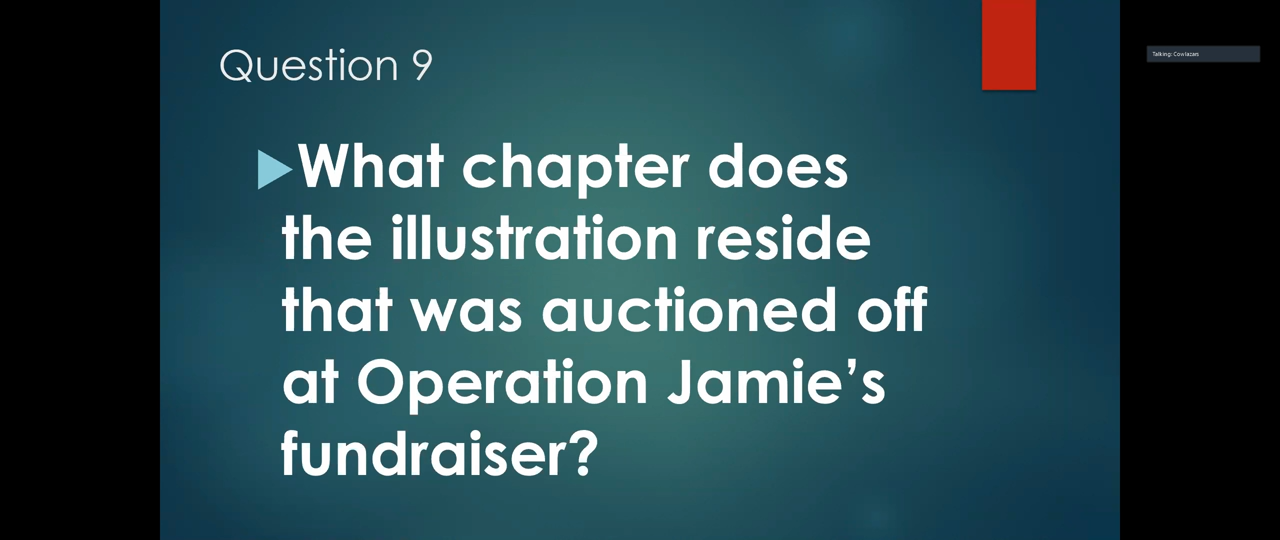 Question 9
Talking: Cowlazars
What chapter does
the illustration reside
that was auctioned off
at Operation Jamie’s
fundraiser?